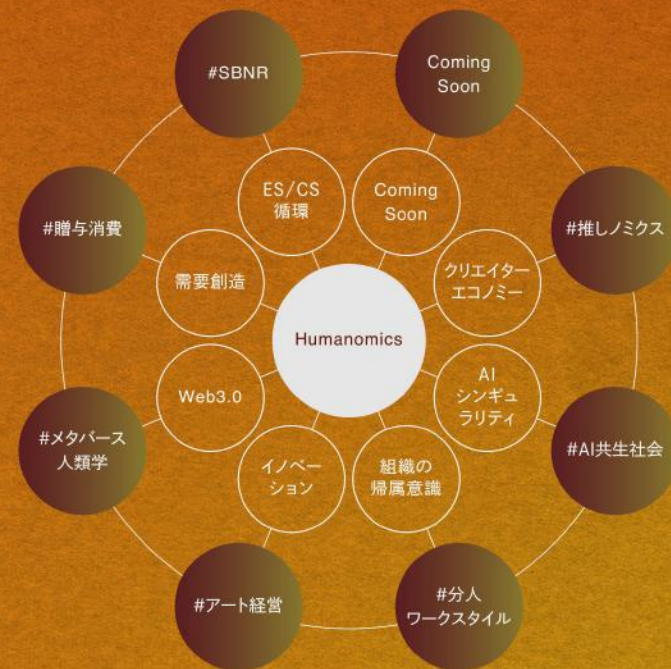 #SBNR
Coming
Soon
ES/CS
循環
Coming
Soon
#贈与消費
#推しノミクス
需要創造
クリエイター
エコノミー
Humanomics
Web3.0
AI
シンギュ
ラリティ
#メタバース
人類学
#AI共生社会
イノベー
ション
組織の
帰属意識
#アート経営
#分人
ワークスタイル